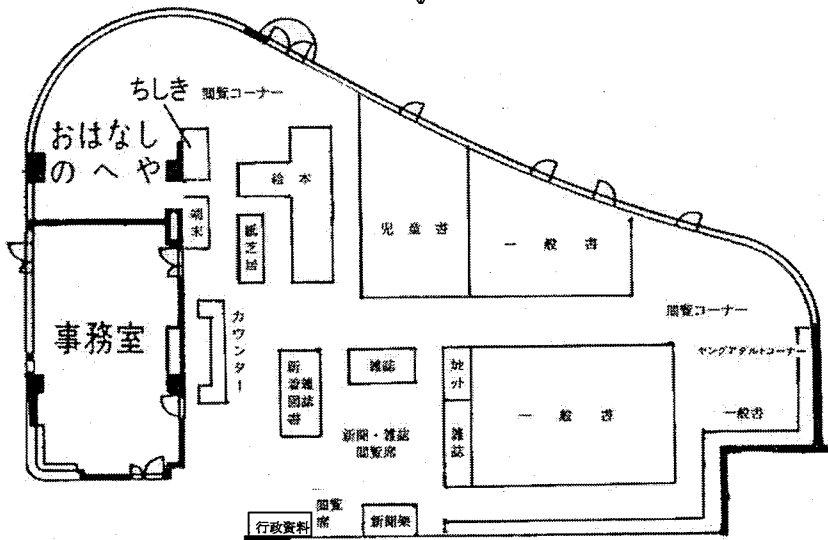 ちしき
閲覧コーナー
おはなし
のへや
絵本
端末
紙芝居
児童書
一般書
閲覧コーナー
事務室
カウンター
ヤングアダルトコーナー
新着図書
雑誌
雑誌
一般書
一般書
雑誌
新聞・雑誌
閲覧席
閲覧
席
行政資料
新聞架